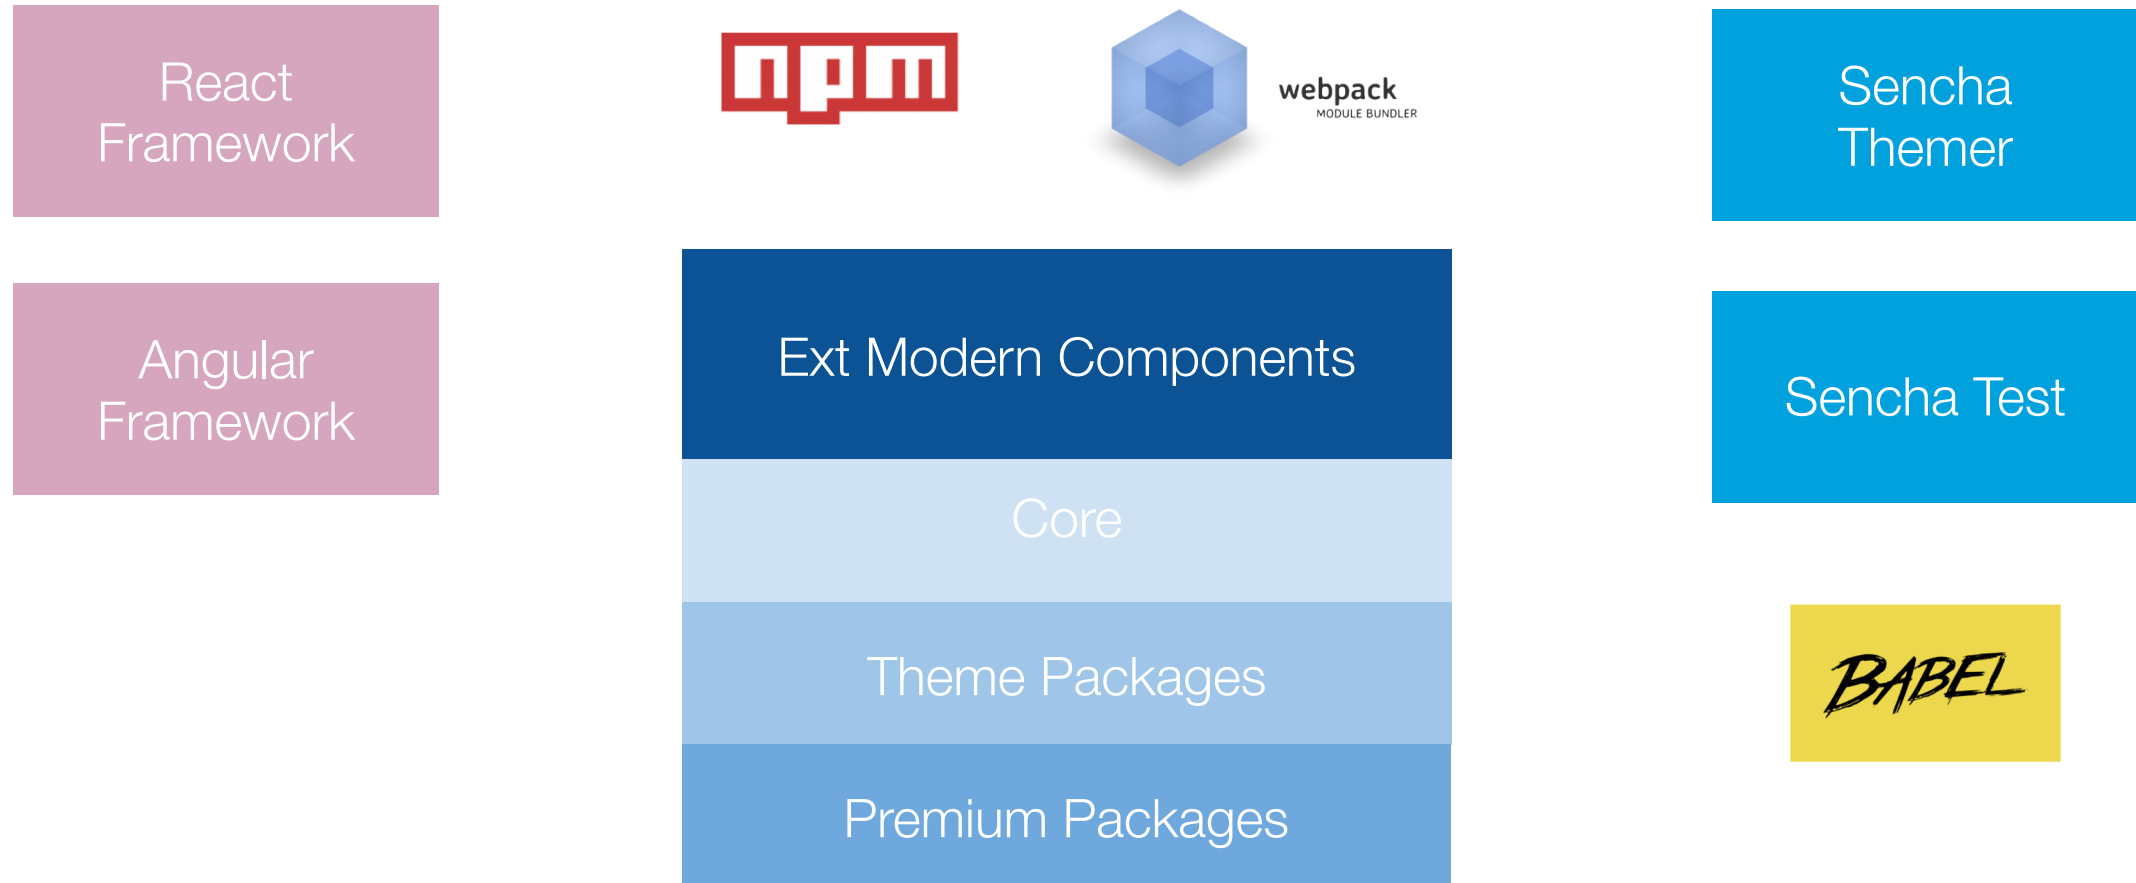 React
Framework
npm
webpack
MODULE BUNDLER
Sencha
Themer
Angular
Framework
Ext Modern Components
Sencha Test
Core
Theme Packages
BABEL
Premium Packages